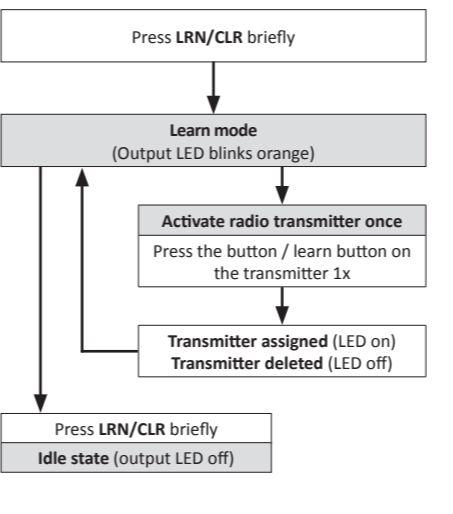 Press LRN/CLR briefly
Learn mode
(Output LED blinks orange)
Activate radio transmitter once
Press the button / learn button on
the transmitter 1x
Transmitter assigned (LED on)
Transmitter deleted (LED off)
Press LRN/CLR briefly
Idle state (output LED off)